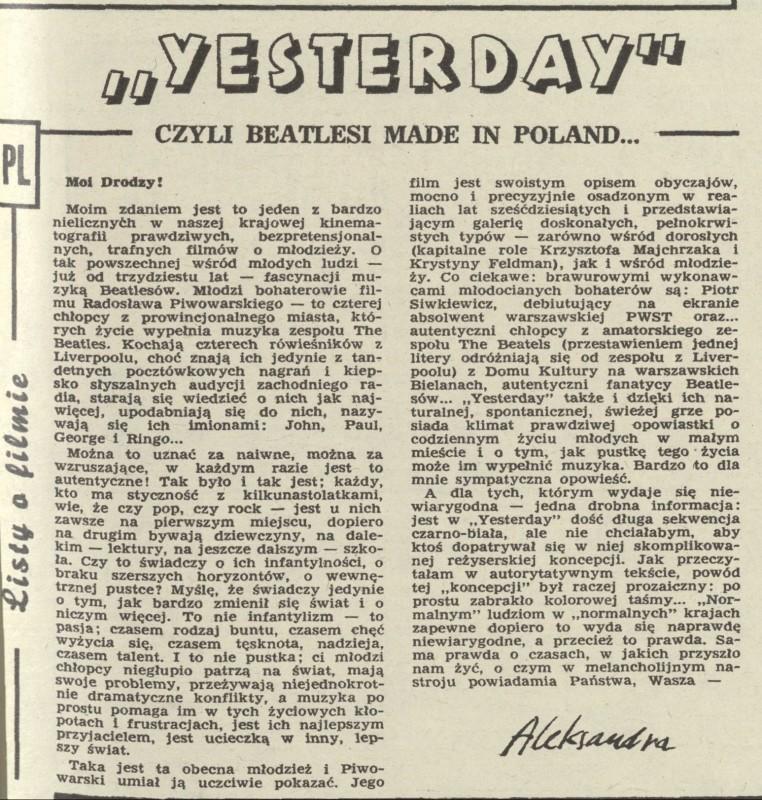 „YESTERDAY"
CZYLI BEATLESI MADE IN POLAND...
PL
Listy o filmie
Moi Drodzy!
Moim zdaniem jest to jeden z bardzo
nielicznych w naszej krajowej kinema-
tografii prawdziwych, bezpretensjonal-
nych, trafnych filmów o młodzieży. O
tak powszechnej wśród młodych ludzi —
już od trzydziestu lat — fascynacji mu-
zyką Beatlesów. Młodzi bohaterowie fil-
mu Radosława Piwowarskiego — to czterej
chłopcy z prowincjonalnego miasta, któ-
rych życie wypełnia muzyka zespołu The
Beatles. Kochają czterech rówieśników z
Liverpoolu, choć znają ich jedynie z tan-
detnych pocztówkowych nagrań i kiep-
sko słyszalnych audycji zachodniego ra-
dia, starają się wiedzieć o nich jak naj-
więcej, upodabniają się do nich, nazy-
wają się ich imionami: John, Paul,
George i Ringo...
Można to uznać za naiwne, można za
wzruszające, w każdym razie jest to
autentyczne! Tak było i tak jest; każdy,
kto ma styczność z kilkunastolatkami,
wie, że czy pop, czy rock — jest u nich
zawsze na pierwszym miejscu, dopiero
na drugim bywają dziewczyny, na dale-
kim — lektury, na jeszcze dalszym — szko-
ła. Czy to świadczy o ich infantylności, o
braku szerszych horyzontów, o wewnę-
trznej pustce? Myślę, że świadczy jedynie
o tym, jak bardzo zmienił się świat i o
niczym więcej. To nie infantylizm — to
pasja; czasem rodzaj buntu, czasem chęć
wyżycia się, czasem tęsknota, nadzieja,
czasem talent. I to nie pustka; ci młodzi
chłopcy niegłupio patrzą na świat, mają
swoje problemy, przeżywają niejednokrot-
nie dramatyczne konflikty, a muzyka po
prostu pomaga im w tych życiowych kło-
potach i frustracjach, jest ich najlepszym
przyjacielem, jest ucieczką w inny, lep-
szy świat.
Taka jest ta obecna młodzież i Piwo-
warski umiał ją uczciwie pokazać. Jego
film jest swoistym opisem obyczajów,
mocno i precyzyjnie osadzonym w rea-
liach lat sześćdziesiątych i przedstawia-
jącym galerię doskonałych, pełnokrwi-
stych typów — zarówno wśród dorosłych
(kapitalne role Krzysztofa Majchrzaka i
Krystyny Feldman), jak i wśród młodzie-
ży. Co ciekawe: brawurowymi wykonaw-
cami młodocianych bohaterów są: Piotr
Siwkiewicz, debiutujący na ekranie
absolwent warszawskiej PWST oraz...
autentyczni chłopcy z amatorskiego ze-
społu The Beatels (przestawieniem jednej
litery odróżniają się od zespołu z Liver-
poolu) z Domu Kultury na warszawskich
Bielanach, autentyczni fanatycy Beatle-
sów... „Yesterday" także i dzięki ich na-
turalnej, spontanicznej, świeżej grze po-
siada klimat prawdziwej opowiastki o
codziennym życiu młodych w małym
mieście i o tym, jak pustkę tego życia
może im wypełnić muzyka. Bardzo to dla
mnie sympatyczna opowieść.
A dla tych, którym wydaje się nie-
wiarygodna — jedna drobna informacja:
jest w „Yesterday" dość długa sekwencja
czarno-biała, ale nie chciałabym, aby
ktoś dopatrywał się w niej skomplikowa-
nej reżyserskiej koncepcji. Jak przeczy-
tałam w autorytatywnym tekście, powód
tej „koncepcji" był raczej prozaiczny: po
prostu zabrakło kolorowej taśmy... „Nor-
malnym" ludziom w „normalnych" krajach
zapewne dopiero to wyda się naprawdę
niewiarygodne, a przecież to prawda. Sa-
ma prawda o czasach, w jakich przyszło
nam żyć, o czym w melancholijnym na-
stroju powiadamia Państwa, Wasza —
Aleksandra